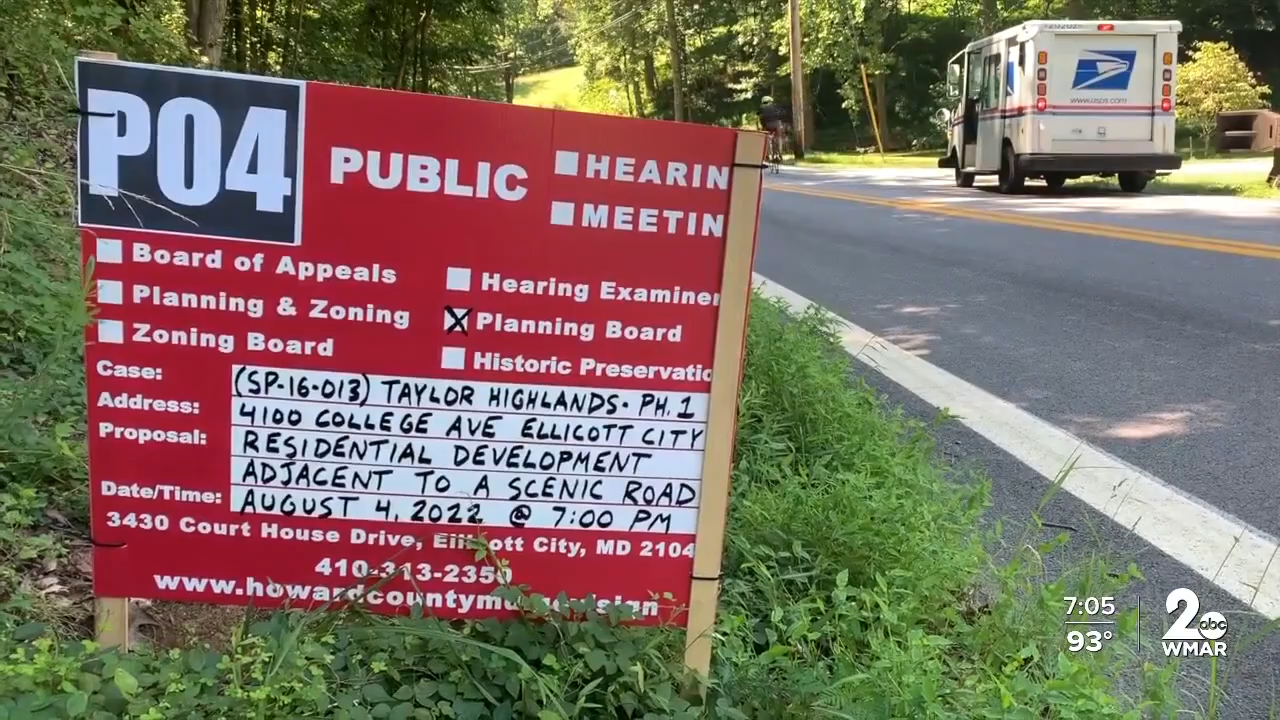 P04
PUBLIC
HEARIN
MEETIN
Board of Appeals
Planning & Zoning
Zoning Board
Hearing Examiner
Planning Board
Historic Preservatio
Case: (SP-16-013) TAYLOR HIGHLANDS- PH. 1
Address: 4100 COLLEGE AVE ELLICOTT CITY
Proposal: RESIDENTIAL DEVELOPMENT
ADJACENT TO A SCENIC ROAD
Date/Time: AUGUST 4, 2022 @ 7:00 PM
3430 Court House Drive, Ellicott City, MD 2104
410-313-2350
www.usps.com
7:05
93°
2 abc
WMAR